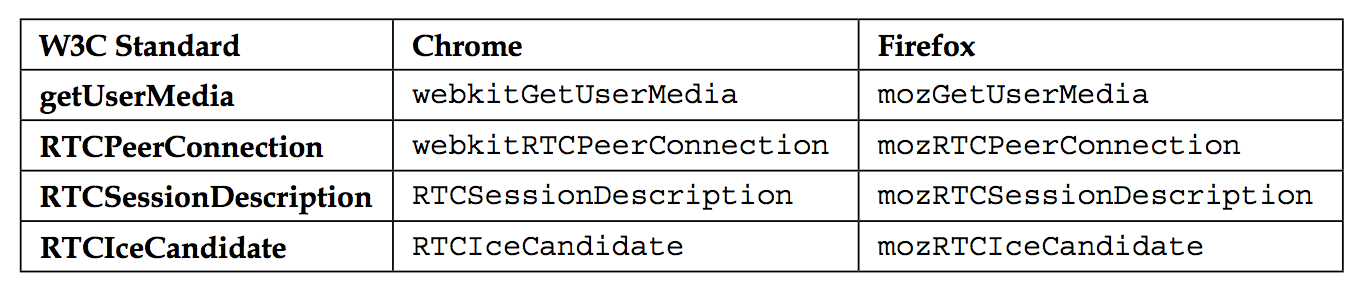 W3C Standard Chrome Firefox
getUserMedia webkitGetUserMedia mozGetUserMedia
RTCPeerConnection webkitRTCPeerConnection mozRTCPeerConnection
RTCSessionDescription RTCSessionDescription mozRTCSessionDescription
RTCIceCandidate RTCIceCandidate mozRTCIceCandidate